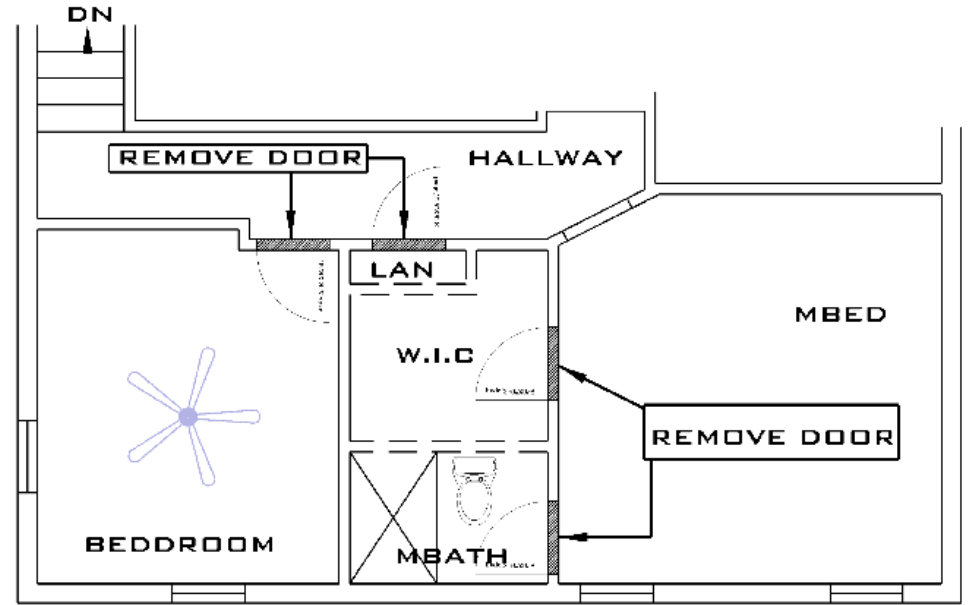 DN
REMOVE DOOR
HALLWAY
LAN
MBED
W.I.C
REMOVE DOOR
BEDDROOM
MBATH